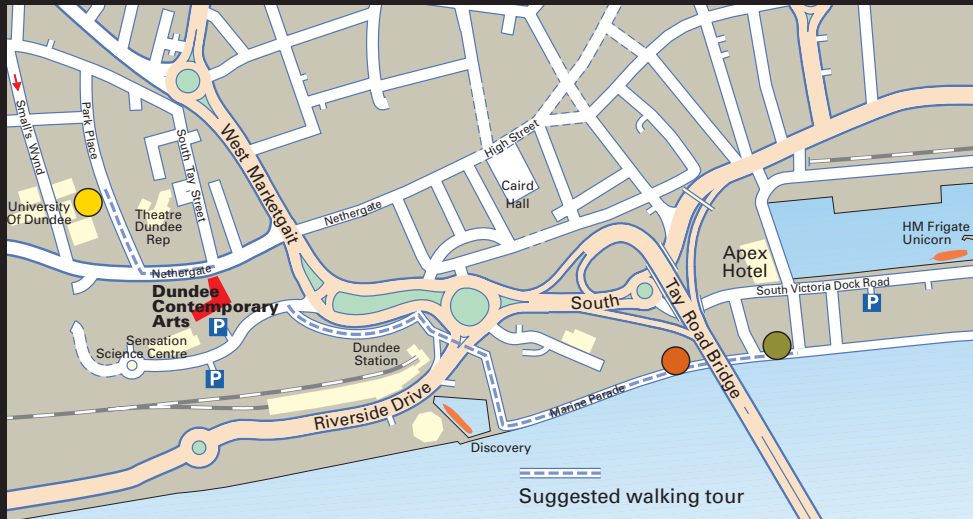 Small's Wynd
Park Place
South Tay Street
West Marketgait
High Street
Caird
Hall
University
Of Dundee
Theatre
Dundee
Rep
Nethergate
HM Frigate
Unicorn
Apex
Hotel
Nethergate
South Victoria Dock Road
P
Dundee
Contemporary
Arts
P
South
Tay Road Bridge
Sensation
Science Centre
Dundee
Station
P
Riverside Drive
Marine Parade
Discovery
Suggested walking tour